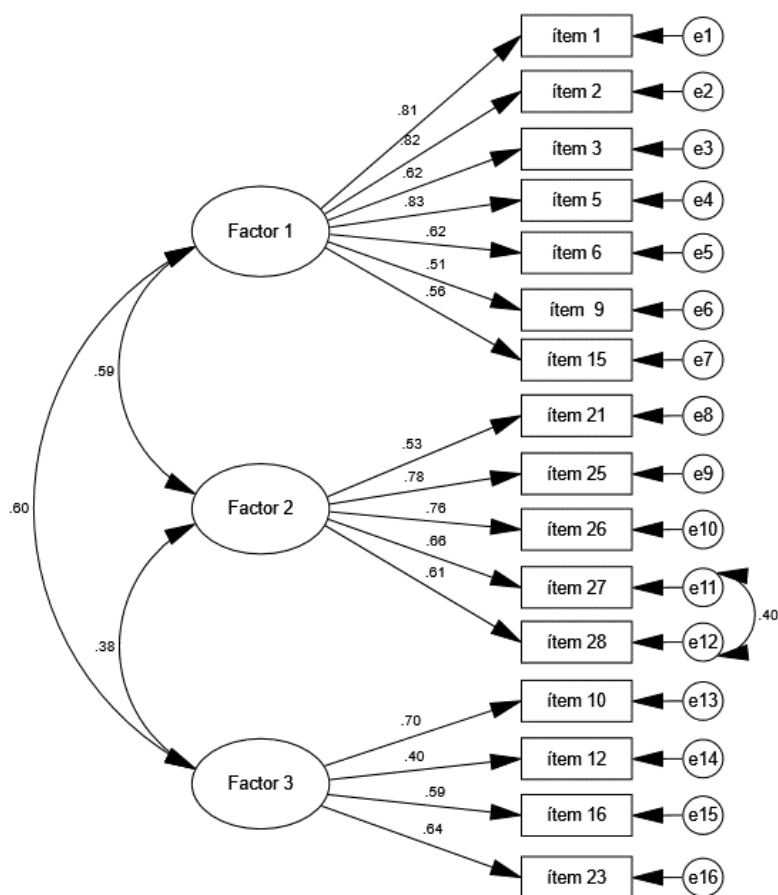 ítem 1
e1
ítem 2
e2
.81
.82
ítem 3
e3
.62
.83
ítem 5
e4
Factor 1
.62
ítem 6
e5
.51
.56
ítem 9
e6
ítem 15
e7
.59
ítem 21
e8
.53
.78
ítem 25
e9
Factor 2
.60
.76
ítem 26
e10
.66
.61
ítem 27
e11
.40
ítem 28
e12
.38
ítem 10
e13
.70
.40
ítem 12
e14
Factor 3
.59
ítem 16
e15
.64
ítem 23
e16